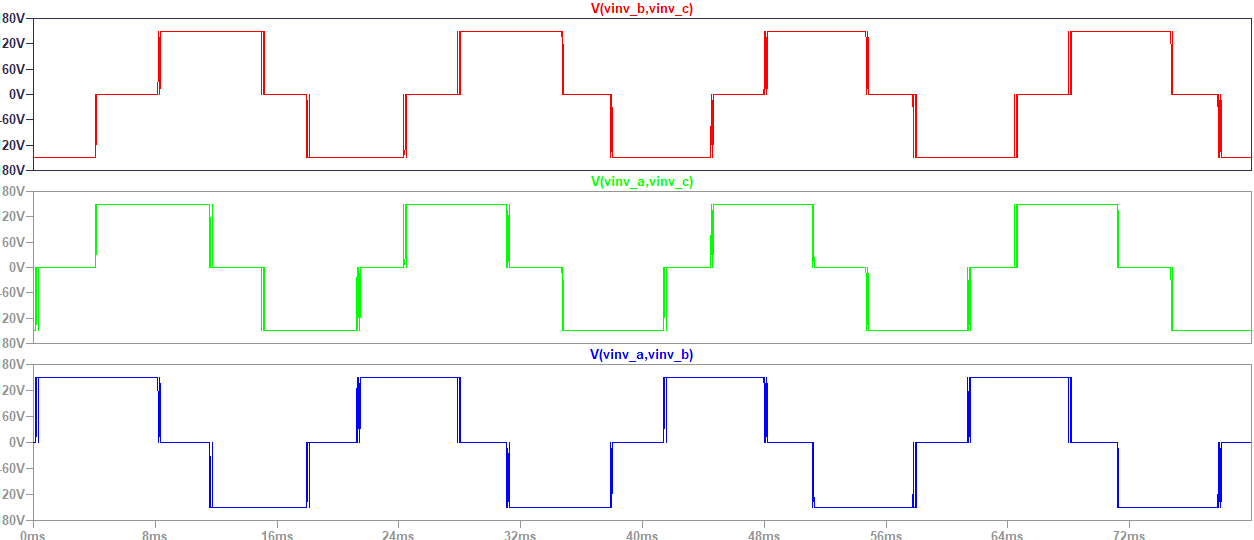 V(vinv_b,vinv_c)
80V
20V
60V
0V
-60V
20V
80V
V(vinv_a,vinv_c)
80V
20V
60V
0V
-60V
20V
80V
V(vinv_a,vinv_b)
80V
20V
60V
0V
-60V
20V
80V
0ms 8ms 16ms 24ms 32ms 40ms 48ms 56ms 64ms 72ms